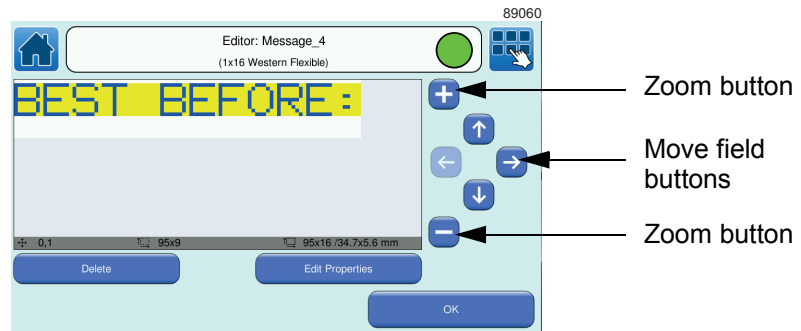 89060
Editor: Message_4
(1x16 Western Flexible)
BEST BEFORE:
Zoom button
Move field
buttons
Zoom button
0,1 95x9 95x16 /34.7x5.6 mm
Delete Edit Properties
OK